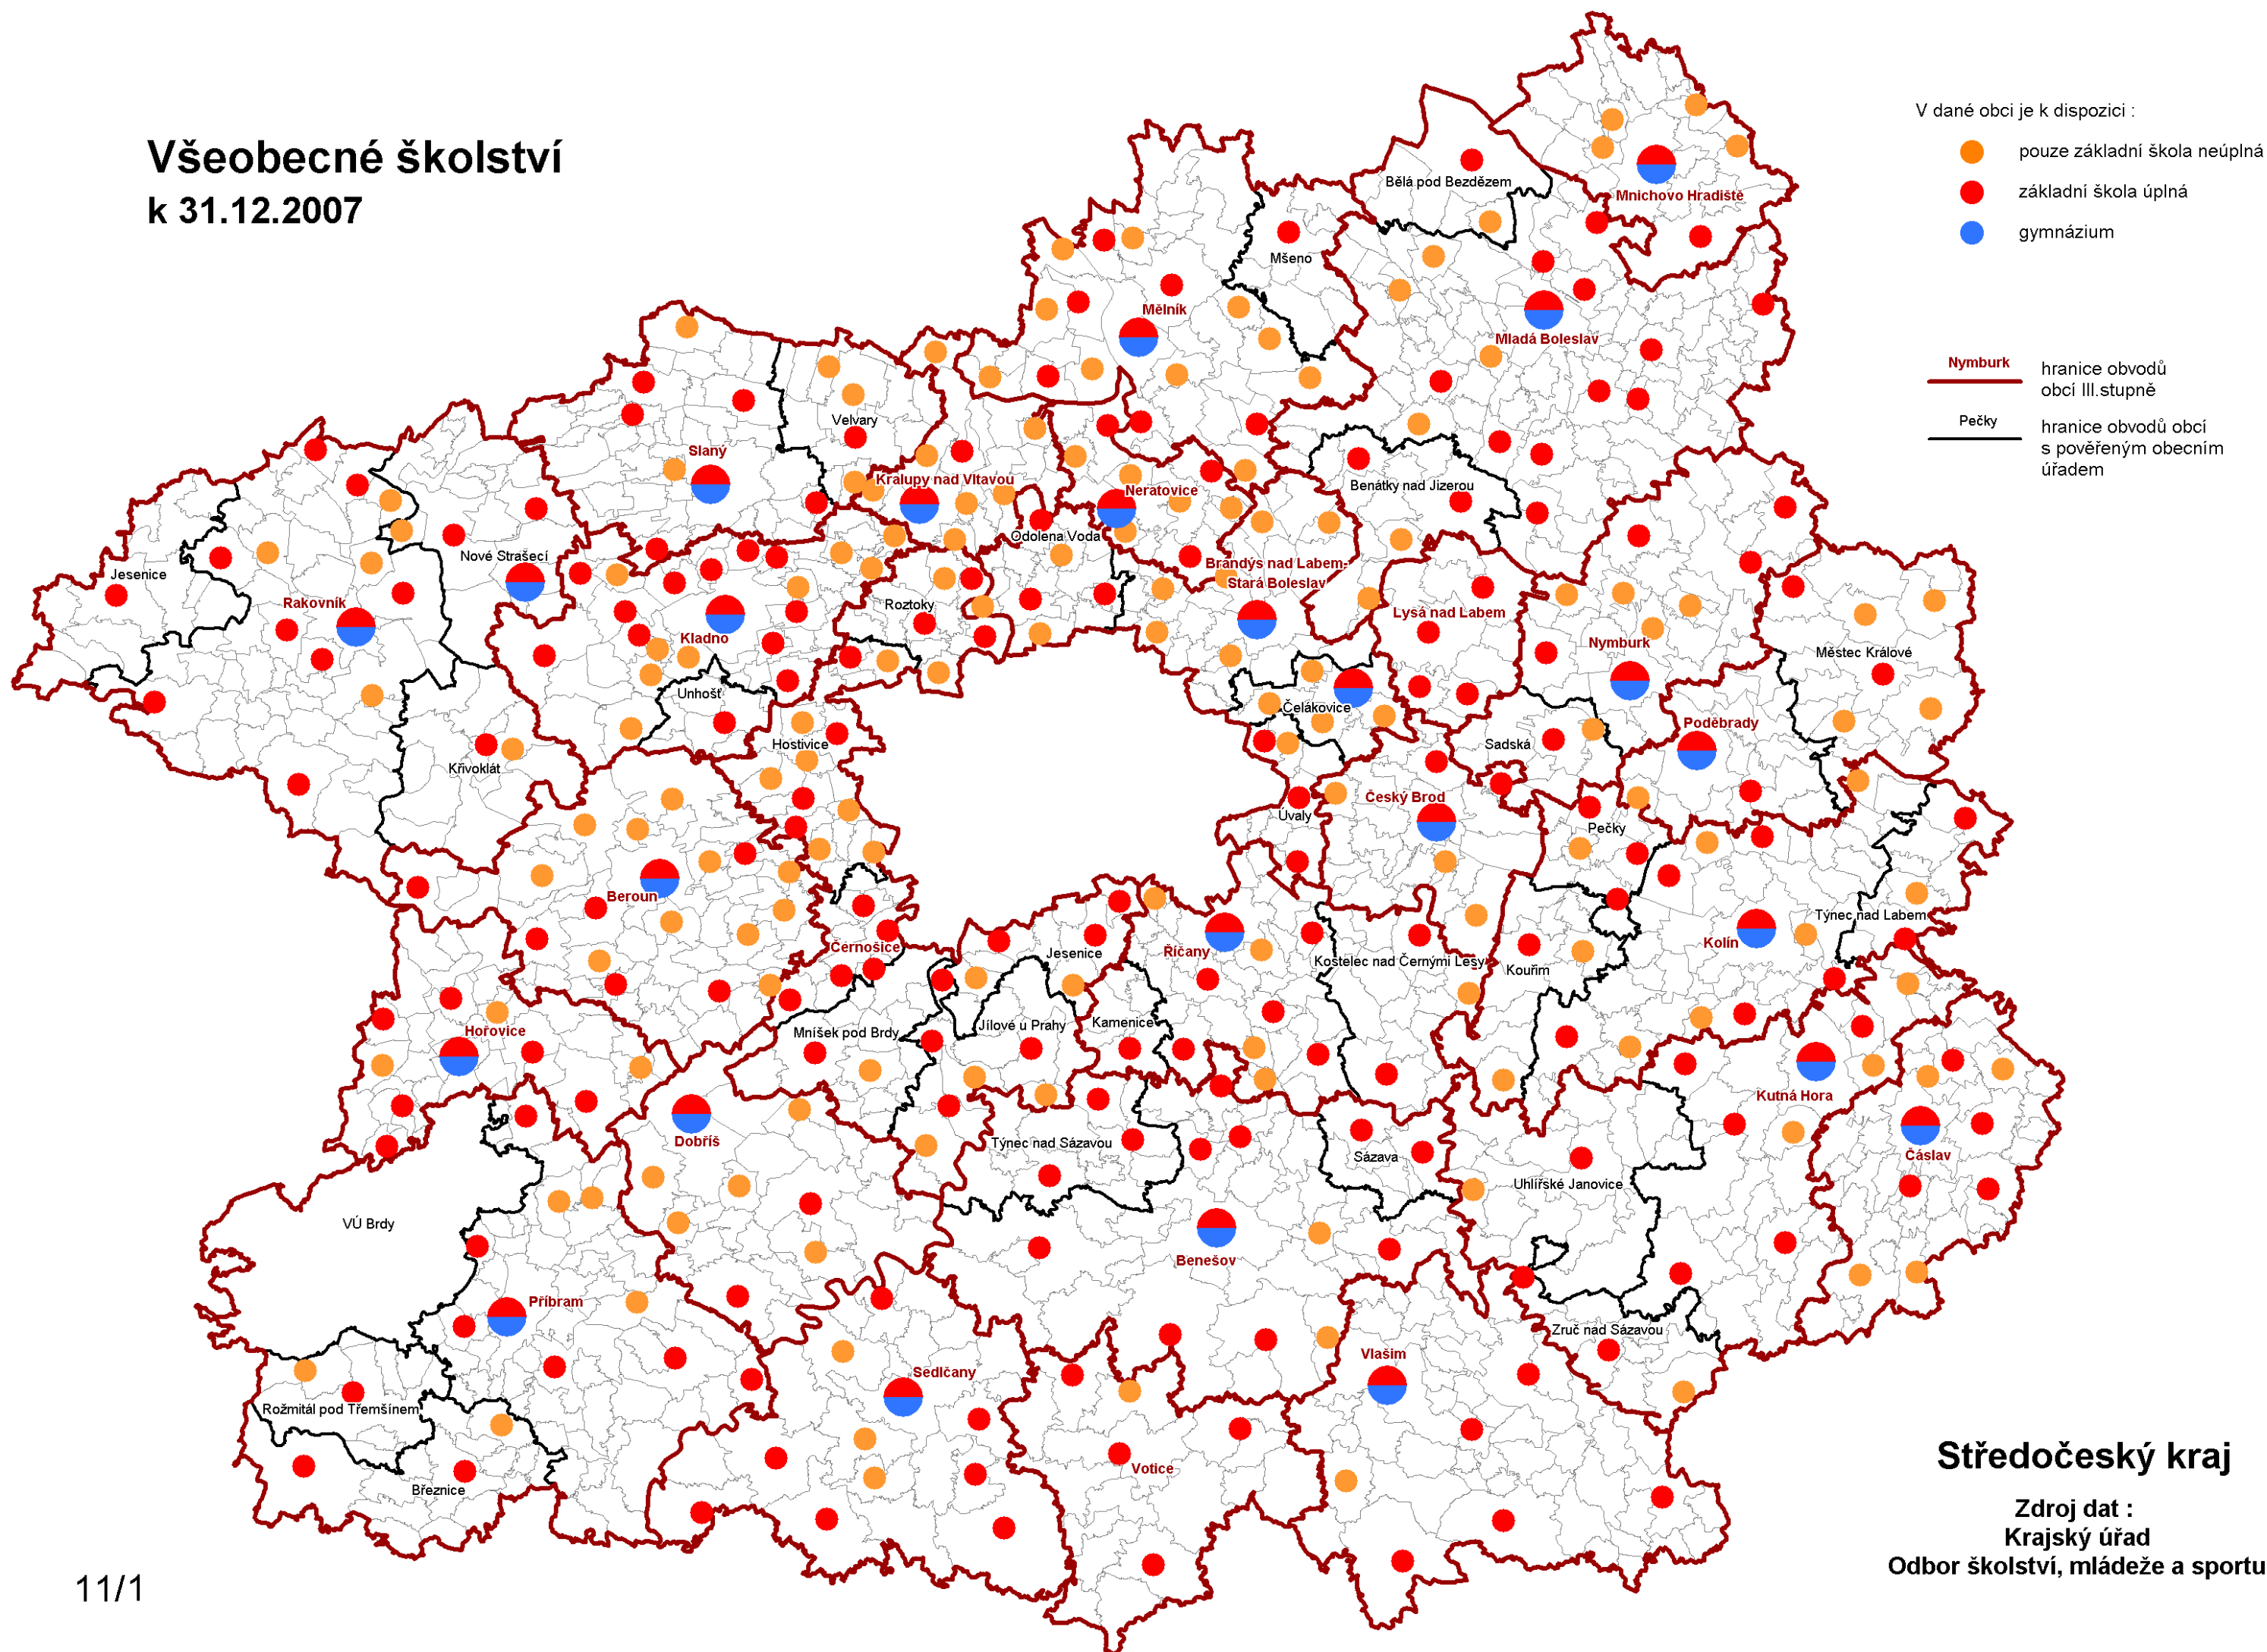 Všeobecné školství
k 31.12.2007
V dané obci je k dispozici :
pouze základní škola neúplná
základní škola úplná
gymnázium
Nymburk
hranice obvodů
obcí III.stupně
Pečky
hranice obvodů obcí
s pověřeným obecním
úřadem
Bělá pod Bezdězem
Mnichovo Hradiště
Mšeno
Mělník
Mladá Boleslav
Velvary
Slaný
Kralupy nad Vltavou
Neratovice
Benátky nad Jizerou
Odolena Voda
Nové Strašecí
Brandýs nad Labem-
Stará Boleslav
Jesenice
Rakovník
Roztoky
Lysá nad Labem
Kladno
Nymburk
Městec Králové
Unhošť
Čelákovice
Poděbrady
Hostivice
Sadská
Křivoklát
Český Brod
Úvaly
Pečky
Beroun
Týnec nad Labem
Černošice
Říčany
Kolín
Jesenice
Kostelec nad Černými Lesy
Kouřim
Hořovice
Mníšek pod Brdy
Jílové u Prahy
Kamenice
Kutná Hora
Dobříš
Týnec nad Sázavou
Sázava
Čáslav
Uhlířské Janovice
VÚ Brdy
Benešov
Příbram
Zruč nad Sázavou
Vlašim
Sedlčany
Rožmitál pod Třemšínem
Votice
Březnice
Středočeský kraj
Zdroj dat :
Krajský úřad
Odbor školství, mládeže a sportu
11/1